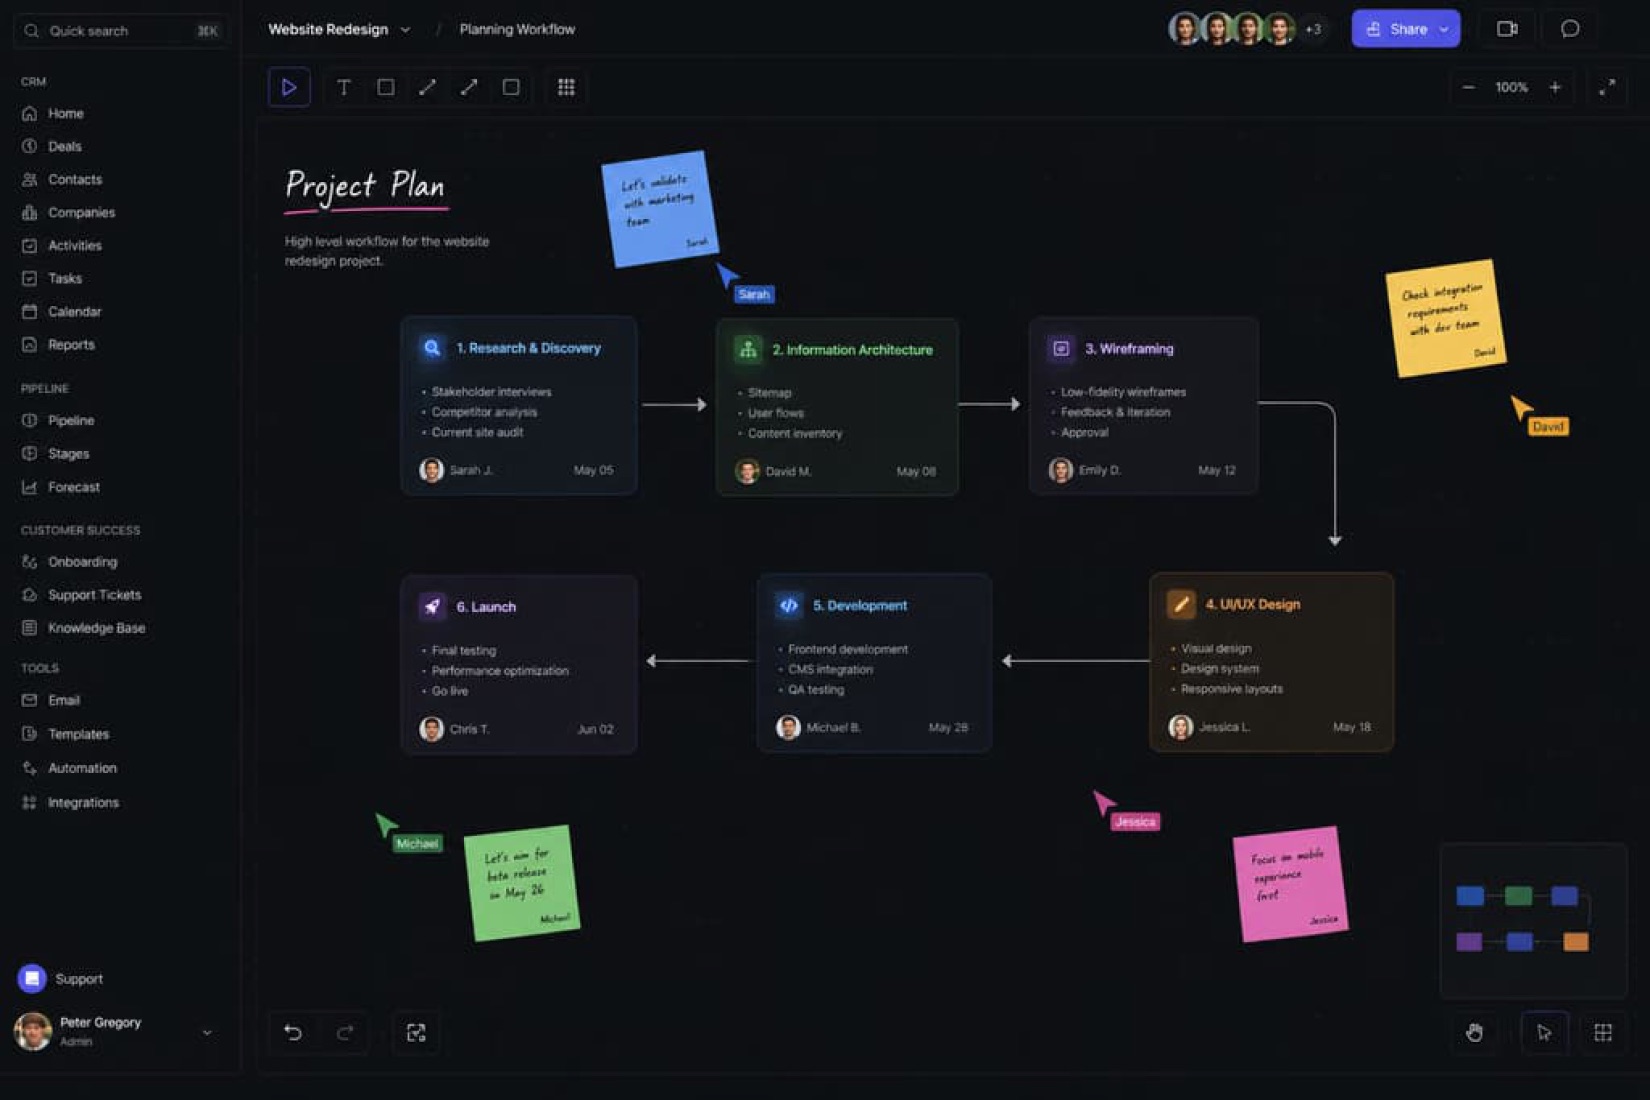 Quick search
⌘K
CRM
Home
Deals
Contacts
Companies
Activities
Tasks
Calendar
Reports
PIPELINE
Pipeline
Stages
Forecast
CUSTOMER SUCCESS
Onboarding
Support Tickets
Knowledge Base
TOOLS
Email
Templates
Automation
Integrations
Support
Peter Gregory
Admin
Website Redesign / Planning Workflow
+3
Share
100%
Project Plan
High level workflow for the website
redesign project.
Let's validate
with marketing
team
Sarah
Sarah
Check integration
requirements
with dev team
David
David
1. Research & Discovery
• Stakeholder interviews
• Competitor analysis
• Current site audit
Sarah J. May 05
2. Information Architecture
• Sitemap
• User flows
• Content inventory
David M. May 08
3. Wireframing
• Low-fidelity wireframes
• Feedback & Iteration
• Approval
Emily D. May 12
6. Launch
• Final testing
• Performance optimization
• Go live
Chris T. Jun 02
5. Development
• Frontend development
• CMS integration
• QA testing
Michael B. May 28
4. UI/UX Design
• Visual design
• Design system
• Responsive layouts
Jessica L. May 18
Michael
Let's aim for
beta release
on May 26
Michael
Jessica
Focus on mobile
experience
Jessica